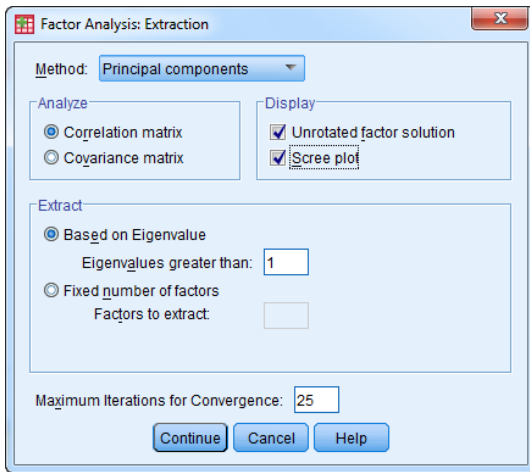 Factor Analysis: Extraction
x
Method: Principal components
Analyze
Correlation matrix
Covariance matrix
Display
Unrotated factor solution
Scree plot
Extract
Based on Eigenvalue
Eigenvalues greater than: 1
Fixed number of factors
Factors to extract:
Maximum Iterations for Convergence: 25
Continue Cancel Help